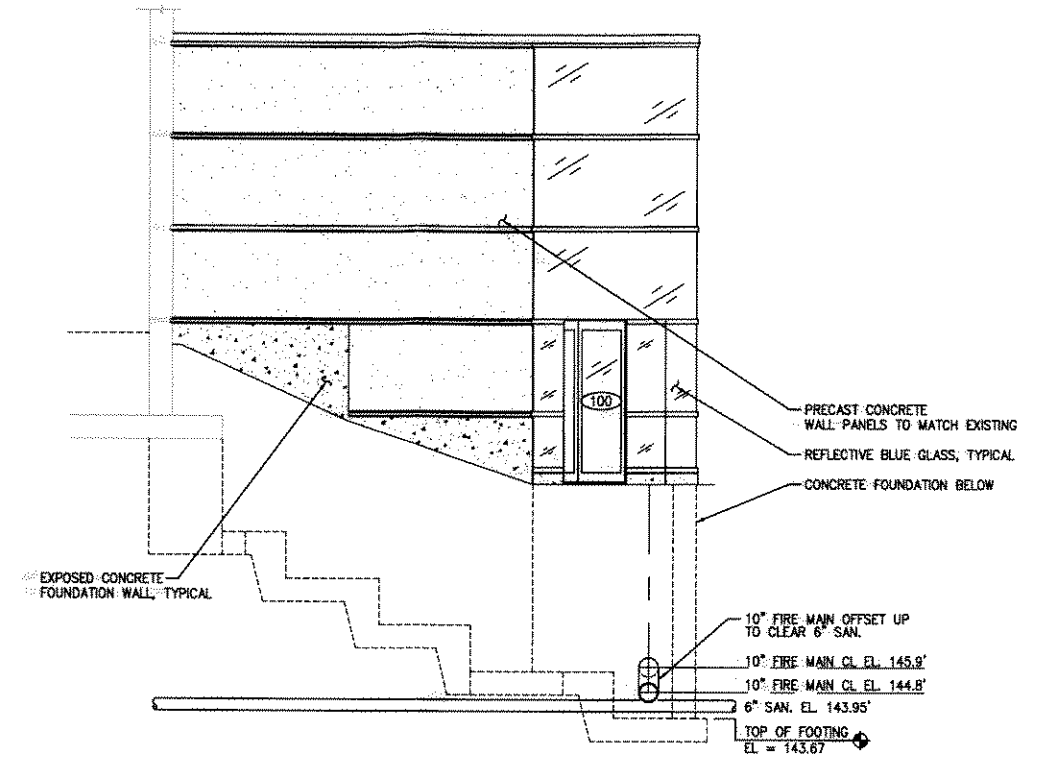 100
PRECAST CONCRETE
WALL PANELS TO MATCH EXISTING
REFLECTIVE BLUE GLASS, TYPICAL
CONCRETE FOUNDATION BELOW
EXPOSED CONCRETE
FOUNDATION WALL, TYPICAL
10" FIRE MAIN OFFSET UP
TO CLEAR 6" SAN.
10" FIRE MAIN CL EL. 145.9'
10" FIRE MAIN CL EL. 144.8'
6" SAN. EL. 143.95'
TOP OF FOOTING
EL = 143.67